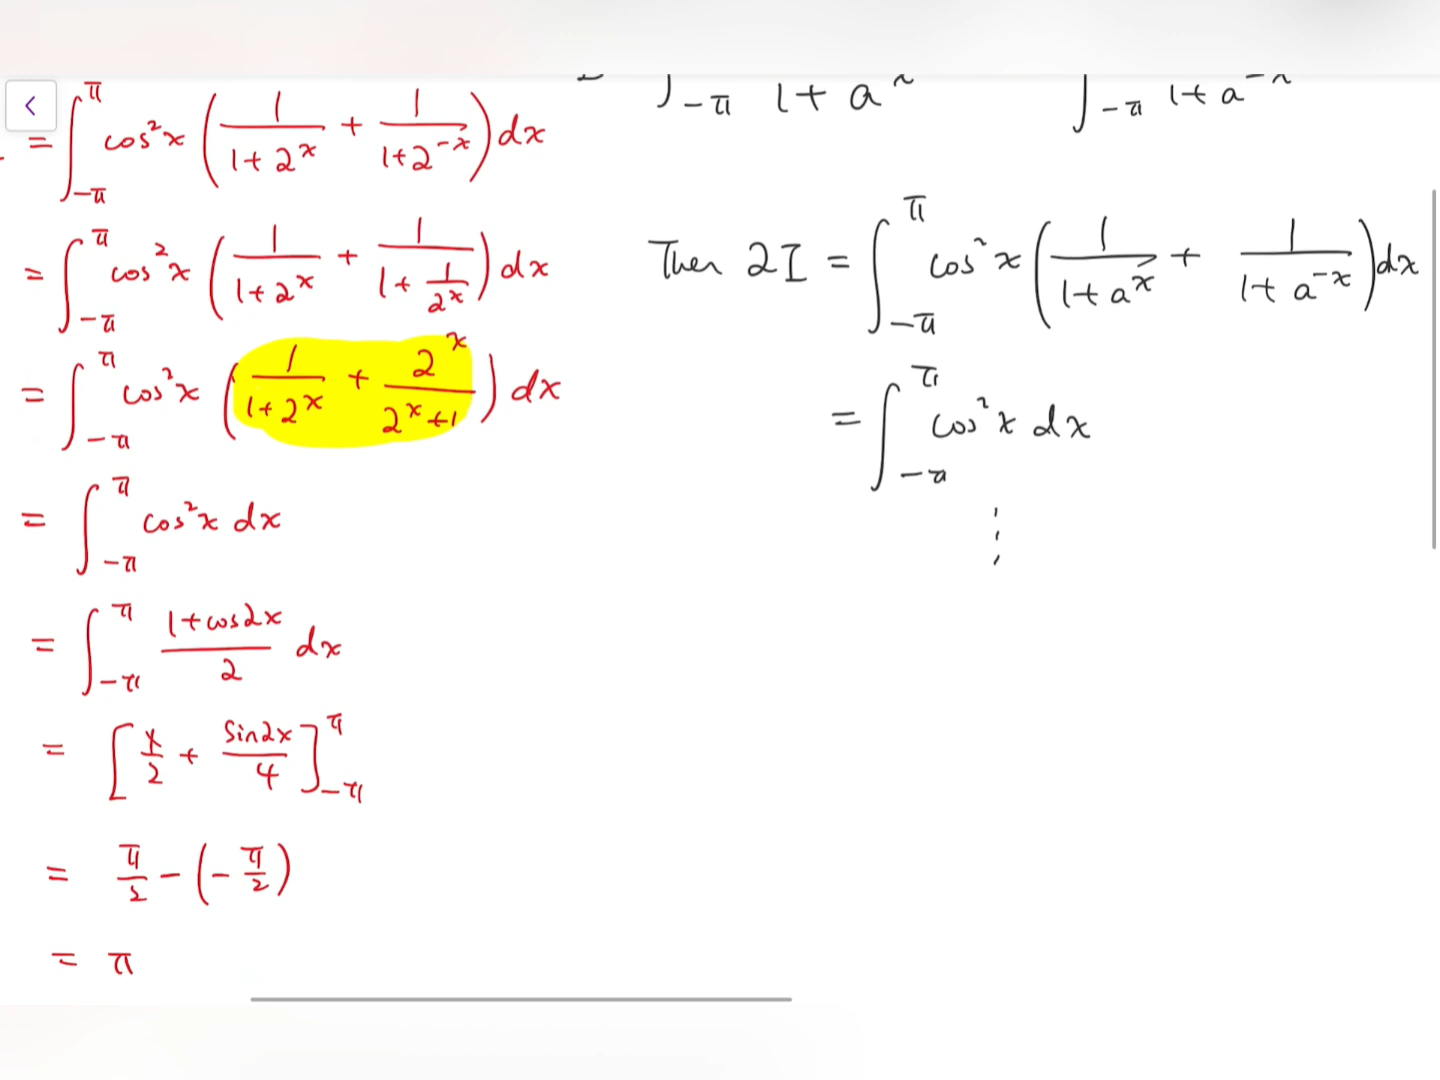 = ∫_{-π}^{π} cos²x (1/(1+2^x) + 1/(1+2^{-x})) dx
= ∫_{-π}^{π} cos²x (1/(1+2^x) + 1/(1+1/2^x)) dx
= ∫_{-π}^{π} cos²x (1/(1+2^x) + 2^x/(2^x+1)) dx
= ∫_{-π}^{π} cos²x dx
= ∫_{-π}^{π} (1+cos2x)/2 dx
= [x/2 + sin2x/4]_{-π}^{π}
= π/2 - (-π/2)
= π
∫_{-π} 1+a^x ∫_{-π} 1+a^{-x}
Then 2I = ∫_{-π}^{π} cos²x (1/(1+a^x) + 1/(1+a^{-x})) dx
= ∫_{-π}^{π} cos²x dx
⋮